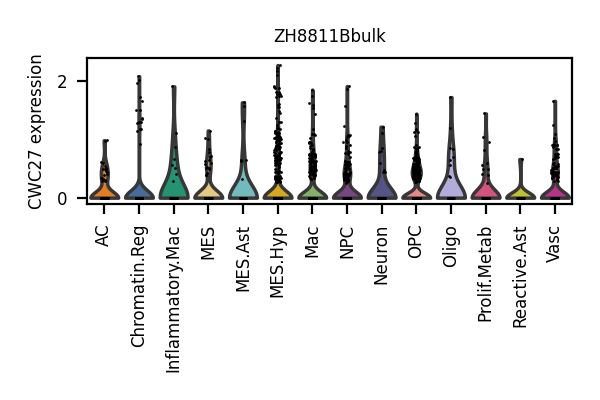 ZH8811Bbulk
CWC27 expression
2
0
AC
Chromatin.Reg
Inflammatory.Mac
MES
MES.Ast
MES.Hyp
Mac
NPC
Neuron
OPC
Oligo
Prolif.Metab
Reactive.Ast
Vasc